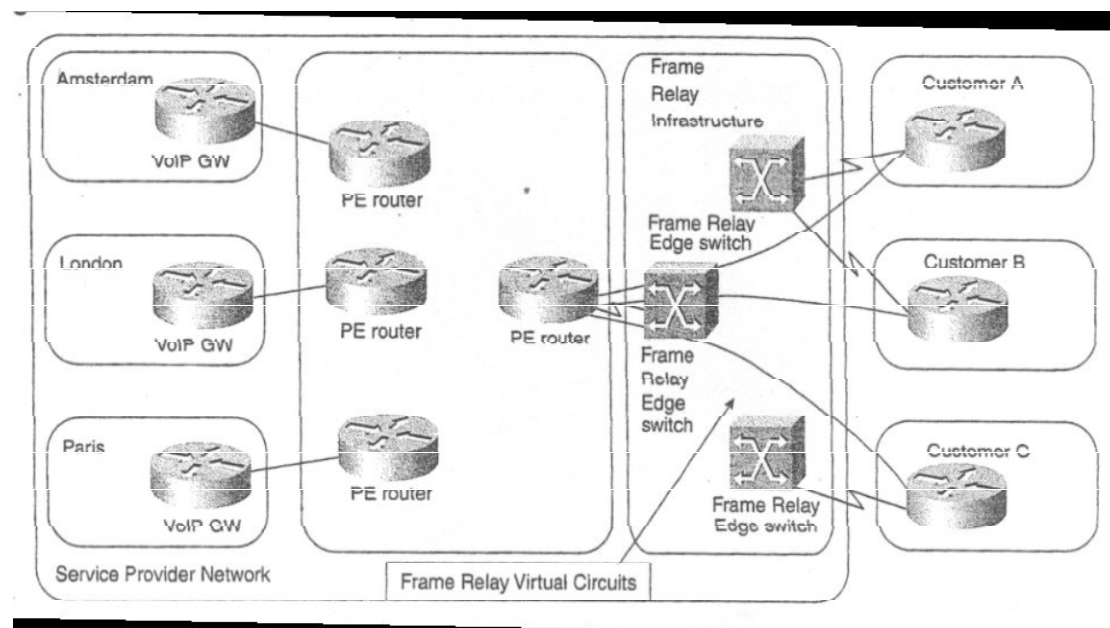 Amsterdam
VoIP GW
PE router
London
VoIP GW
PE router
PE router
Paris
VoIP GW
PE router
Service Provider Network
Frame
Relay
Infrastructure
Frame Relay
Edge switch
Frame
Relay
Edge
switch
Frame Relay
Edge switch
Frame Relay Virtual Circuits
Customer A
Customer B
Customer C